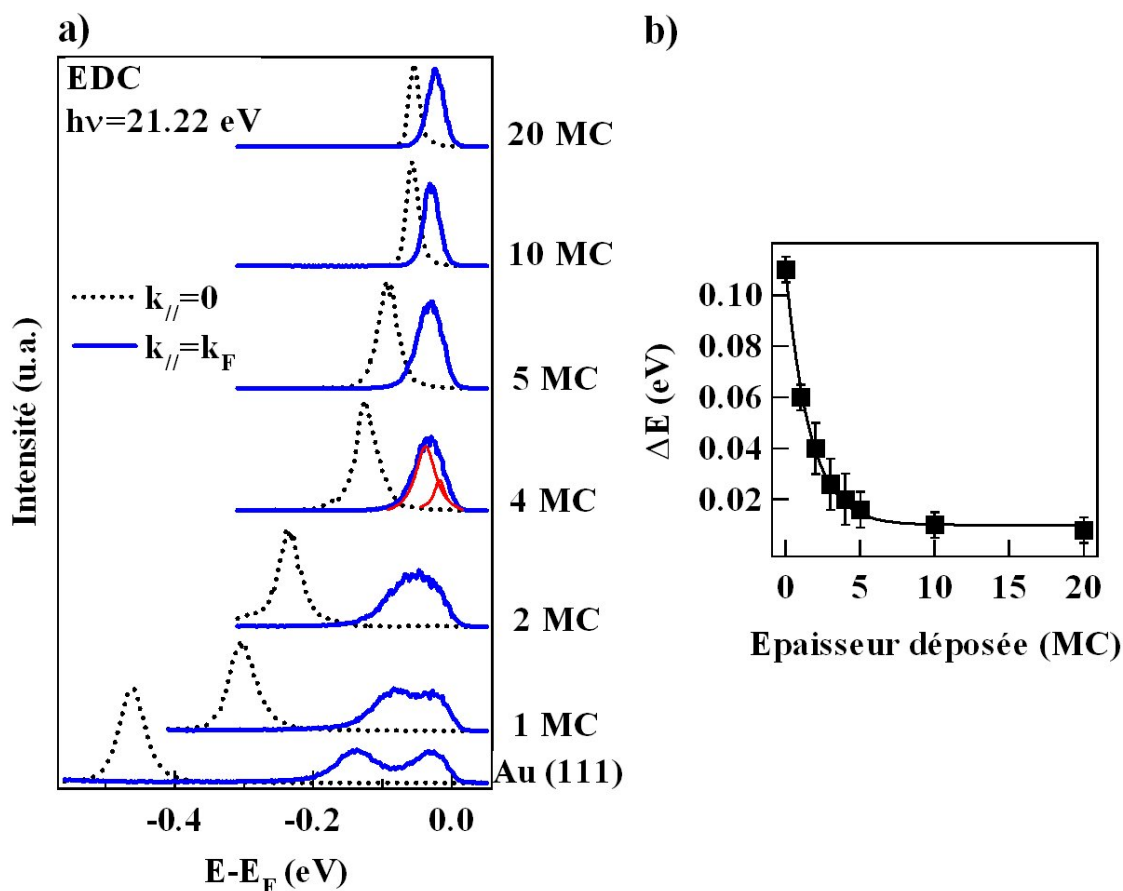 a)
EDC
hν=21.22 eV
20 MC
10 MC
k//=0
k//=kF
5 MC
4 MC
2 MC
1 MC
Au (111)
Intensité (u.a.)
-0.4 -0.2 0.0
E-EF (eV)
b)
0.10
0.08
0.06
0.04
0.02
ΔE (eV)
0 5 10 15 20
Epaisseur déposée (MC)